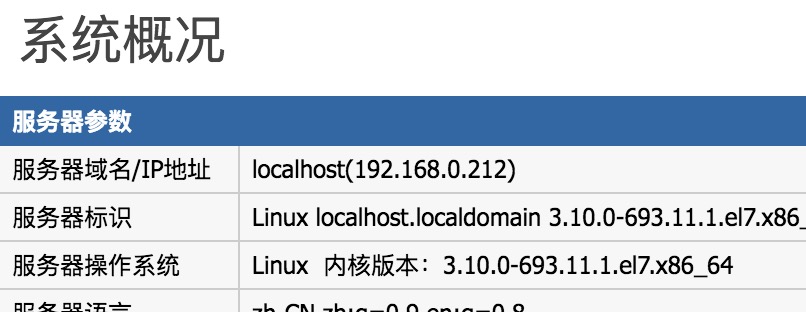 系统概况
服务器参数
服务器域名/IP地址 localhost(192.168.0.212)
服务器标识 Linux localhost.localdomain 3.10.0-693.11.1.el7.x86_
服务器操作系统 Linux 内核版本：3.10.0-693.11.1.el7.x86_64
服务器语言 zh-CN,zh;q=0.9,en;q=0.8